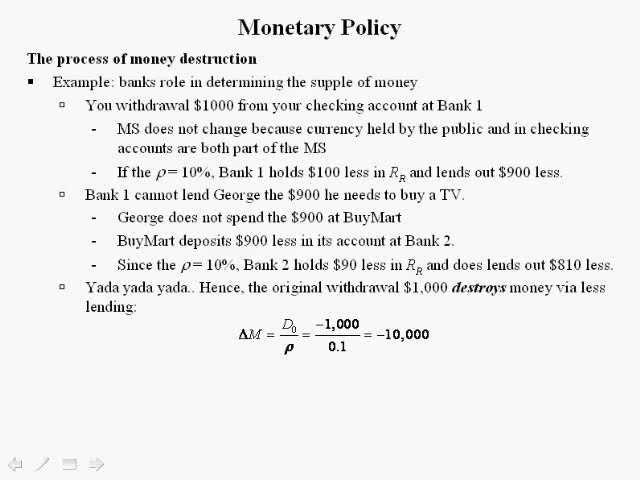 Monetary Policy
The process of money destruction
▪ Example: banks role in determining the supple of money
▫ You withdrawal $1000 from your checking account at Bank 1
- MS does not change because currency held by the public and in checking
accounts are both part of the MS
- If the ρ = 10%, Bank 1 holds $100 less in R_R and lends out $900 less.
▫ Bank 1 cannot lend George the $900 he needs to buy a TV.
- George does not spend the $900 at BuyMart
- BuyMart deposits $900 less in its account at Bank 2.
- Since the ρ = 10%, Bank 2 holds $90 less in R_R and does lends out $810 less.
▫ Yada yada yada.. Hence, the original withdrawal $1,000 destroys money via less
lending:
ΔM = D₀/ρ = −1,000/0.1 = −10,000